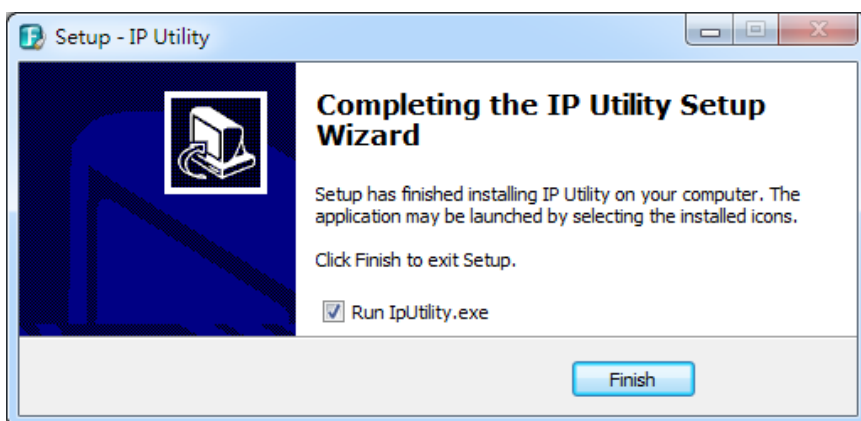 Setup - IP Utility
Completing the IP Utility Setup
Wizard
Setup has finished installing IP Utility on your computer. The
application may be launched by selecting the installed icons.
Click Finish to exit Setup.
Run IpUtility.exe
Finish